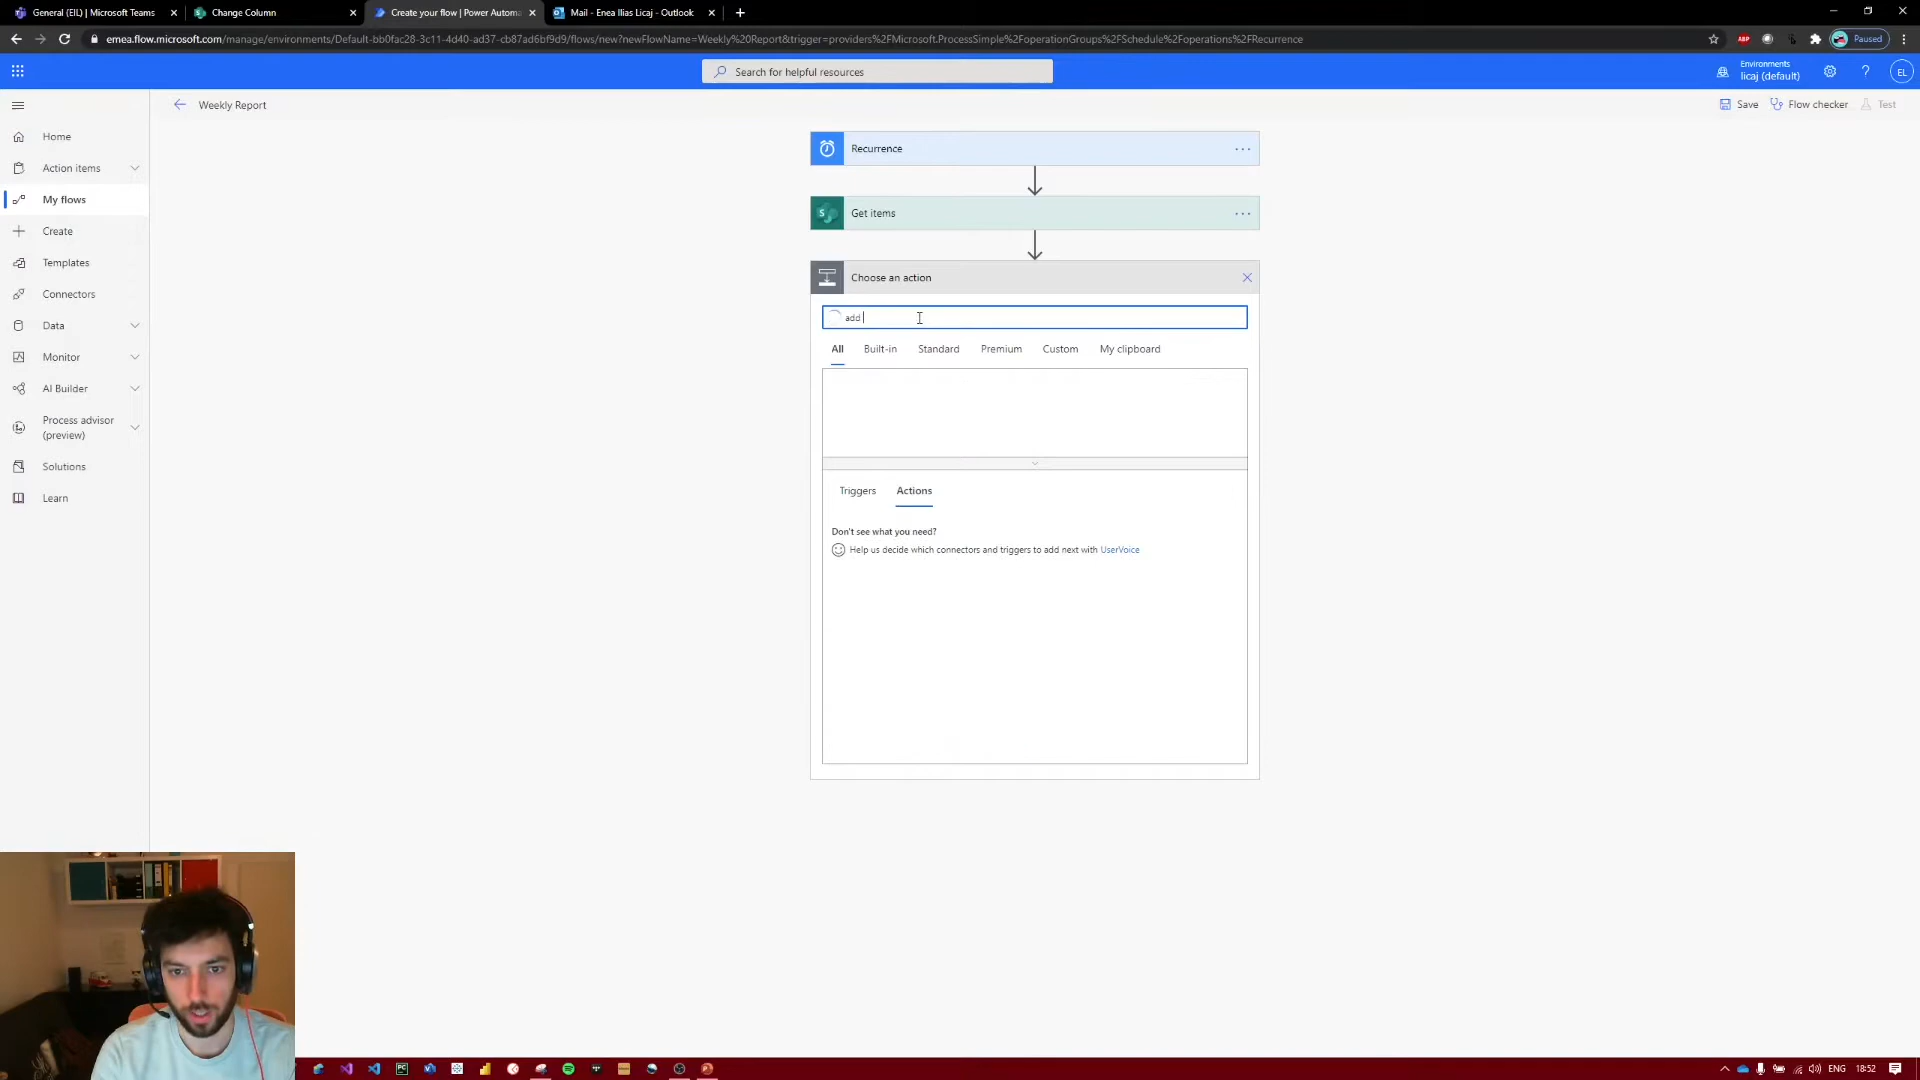 General (EIL) | Microsoft Teams
Change Column
Create your flow | Power Automa
Mail - Enea Ilias Licaj - Outlook
emea.flow.microsoft.com/manage/environments/Default-bb0fac28-3c11-4d40-ad37-cb87ad6bf9d9/flows/new?newFlowName=Weekly%20Report&trigger=providers%2FMicrosoft.ProcessSimple%2FoperationGroups%2FSchedule%2Foperations%2FRecurrence
ABP
Paused
Search for helpful resources
Environments
licaj (default)
?
EL
Weekly Report
Save
Flow checker
Test
Home
Action items
My flows
Create
Templates
Connectors
Data
Monitor
AI Builder
Process advisor
(preview)
Solutions
Learn
Recurrence
Get items
Choose an action
add
All
Built-in
Standard
Premium
Custom
My clipboard
Triggers
Actions
Don't see what you need?
Help us decide which connectors and triggers to add next with UserVoice
ENG
18:52